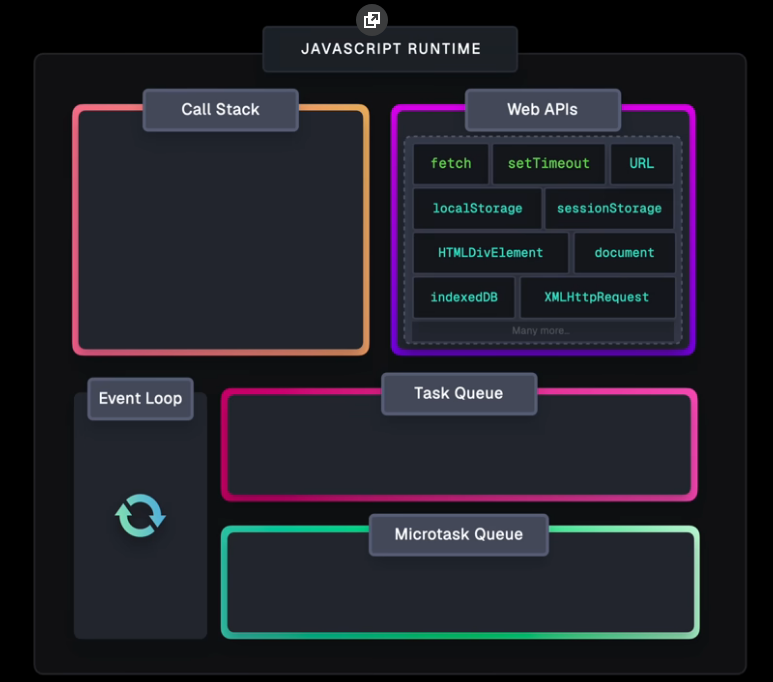 JAVASCRIPT RUNTIME
Call Stack
Web APIs
fetch setTimeout URL
localStorage sessionStorage
HTMLDivElement document
indexedDB XMLHttpRequest
Many more...
Event Loop
Task Queue
Microtask Queue